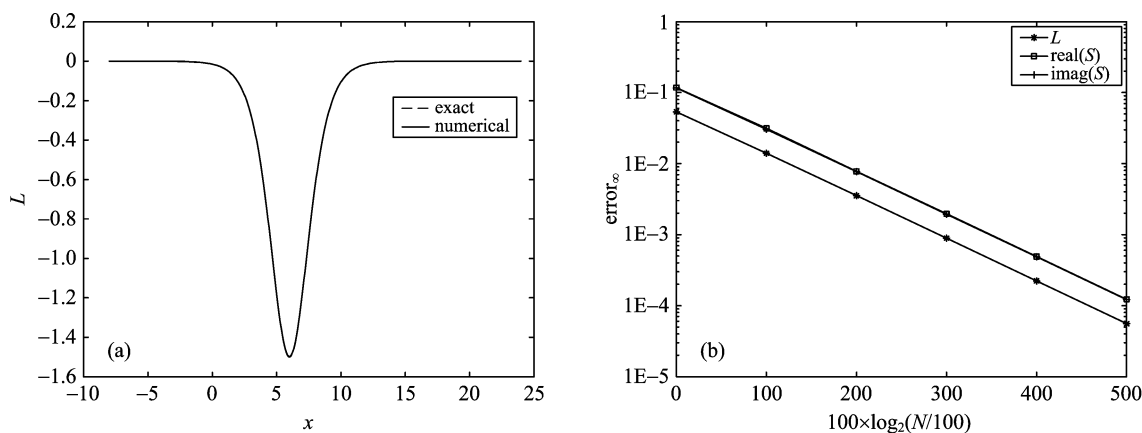 0.2
0
−0.2
−0.4
−0.6
−0.8
−1.0
−1.2
−1.4
−1.6
L
exact
numerical
(a)
−10
−5
0
5
10
15
20
25
x
1
1E−1
1E−2
1E−3
1E−4
1E−5
error∞
L
real(S)
imag(S)
(b)
0
100
200
300
400
500
100×log₂(N/100)